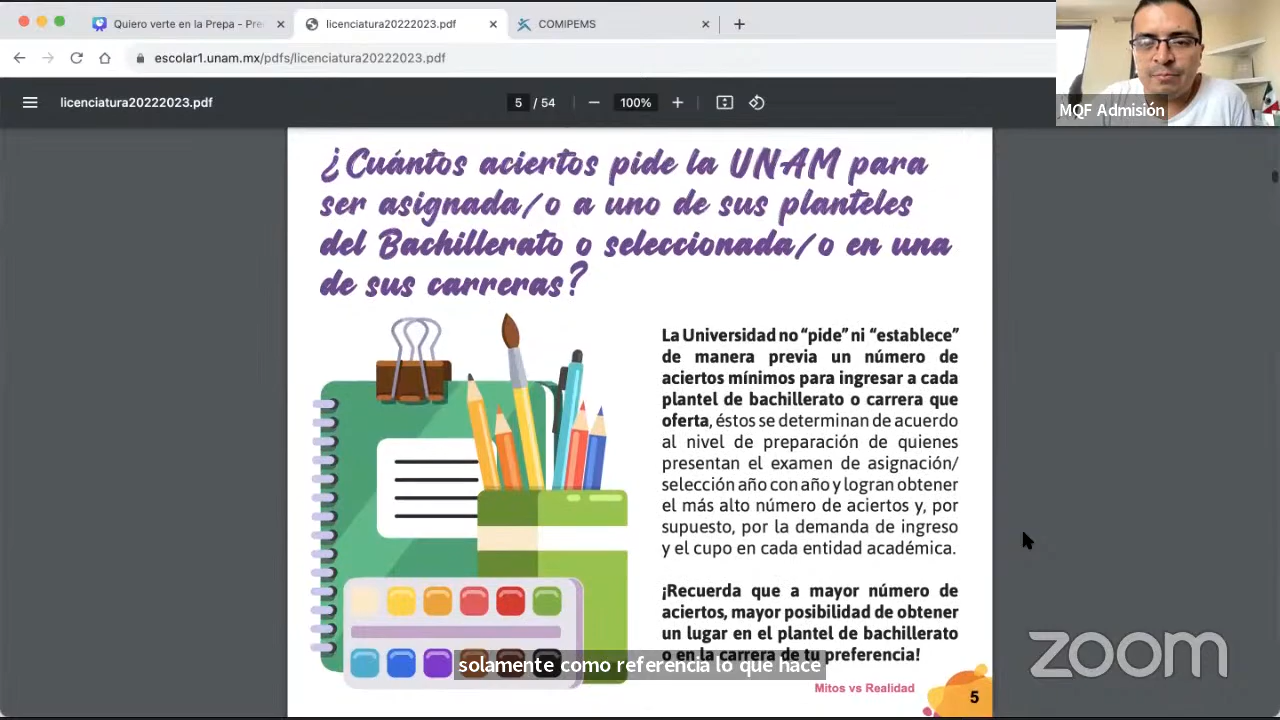 Quiero verte en la Prepa - Pre
licenciatura20222023.pdf
COMIPEMS
escolar1.unam.mx/pdfs/licenciatura20222023.pdf
licenciatura20222023.pdf
5 / 54
100%
MQF Admisión
¿Cuántos aciertos pide la UNAM para
ser asignada/o a uno de sus planteles
del Bachillerato o seleccionada/o en una
de sus carreras?
La Universidad no “pide” ni “establece”
de manera previa un número de
aciertos mínimos para ingresar a cada
plantel de bachillerato o carrera que
oferta, éstos se determinan de acuerdo
al nivel de preparación de quienes
presentan el examen de asignación/
selección año con año y logran obtener
el más alto número de aciertos y, por
supuesto, por la demanda de ingreso
y el cupo en cada entidad académica.
¡Recuerda que a mayor número de
aciertos, mayor posibilidad de obtener
un lugar en el plantel de bachillerato
o en la carrera de tu preferencia!
solamente como referencia lo que hace
Mitos vs Realidad
5
zoom